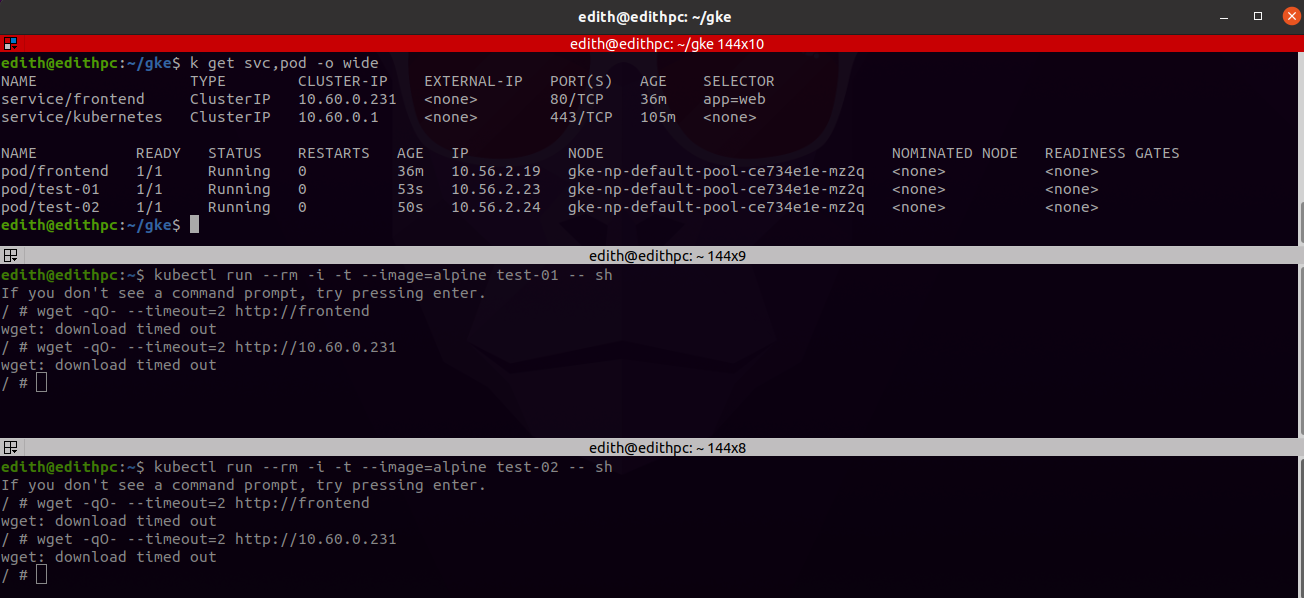 edith@edithpc: ~/gke
edith@edithpc: ~/gke 144x10
edith@edithpc:~/gke$ k get svc,pod -o wide
NAME TYPE CLUSTER-IP EXTERNAL-IP PORT(S) AGE SELECTOR
service/frontend ClusterIP 10.60.0.231 <none> 80/TCP 36m app=web
service/kubernetes ClusterIP 10.60.0.1 <none> 443/TCP 105m <none>
NAME READY STATUS RESTARTS AGE IP NODE NOMINATED NODE READINESS GATES
pod/frontend 1/1 Running 0 36m 10.56.2.19 gke-np-default-pool-ce734e1e-mz2q <none> <none>
pod/test-01 1/1 Running 0 53s 10.56.2.23 gke-np-default-pool-ce734e1e-mz2q <none> <none>
pod/test-02 1/1 Running 0 50s 10.56.2.24 gke-np-default-pool-ce734e1e-mz2q <none> <none>
edith@edithpc:~/gke$
edith@edithpc: ~ 144x9
edith@edithpc:~$ kubectl run --rm -i -t --image=alpine test-01 -- sh
If you don't see a command prompt, try pressing enter.
/ # wget -qO- --timeout=2 http://frontend
wget: download timed out
/ # wget -qO- --timeout=2 http://10.60.0.231
wget: download timed out
/ #
edith@edithpc: ~ 144x8
edith@edithpc:~$ kubectl run --rm -i -t --image=alpine test-02 -- sh
If you don't see a command prompt, try pressing enter.
/ # wget -qO- --timeout=2 http://frontend
wget: download timed out
/ # wget -qO- --timeout=2 http://10.60.0.231
wget: download timed out
/ #